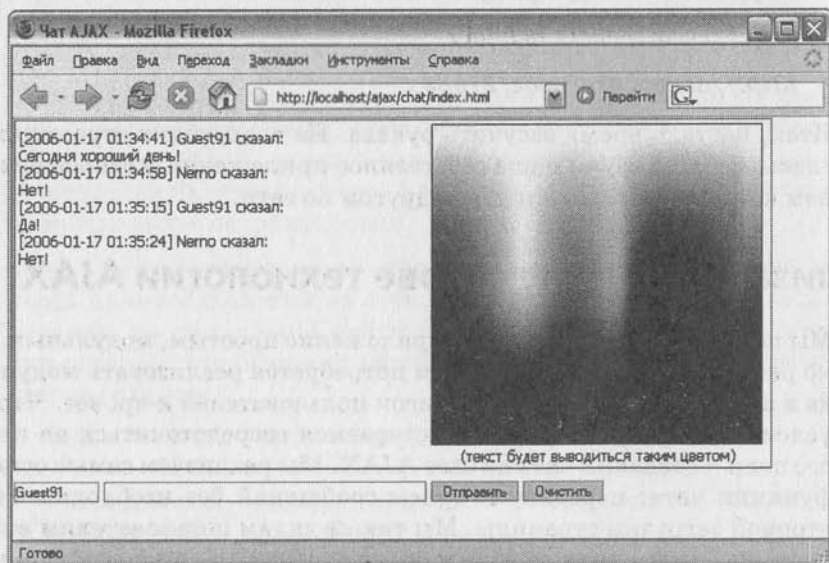 Чат AJAX - Mozilla Firefox
Файл Правка Вид Переход Закладки Инструменты Справка
http://localhost/ajax/chat/index.html Перейти G
[2006-01-17 01:34:41] Guest91 сказал:
Сегодня хороший день!
[2006-01-17 01:34:58] Nemo сказал:
Нет!
[2006-01-17 01:35:15] Guest91 сказал:
Да!
[2006-01-17 01:35:24] Nemo сказал:
Нет!
(текст будет выводиться таким цветом)
Guest91 Отправить Очистить
Готово